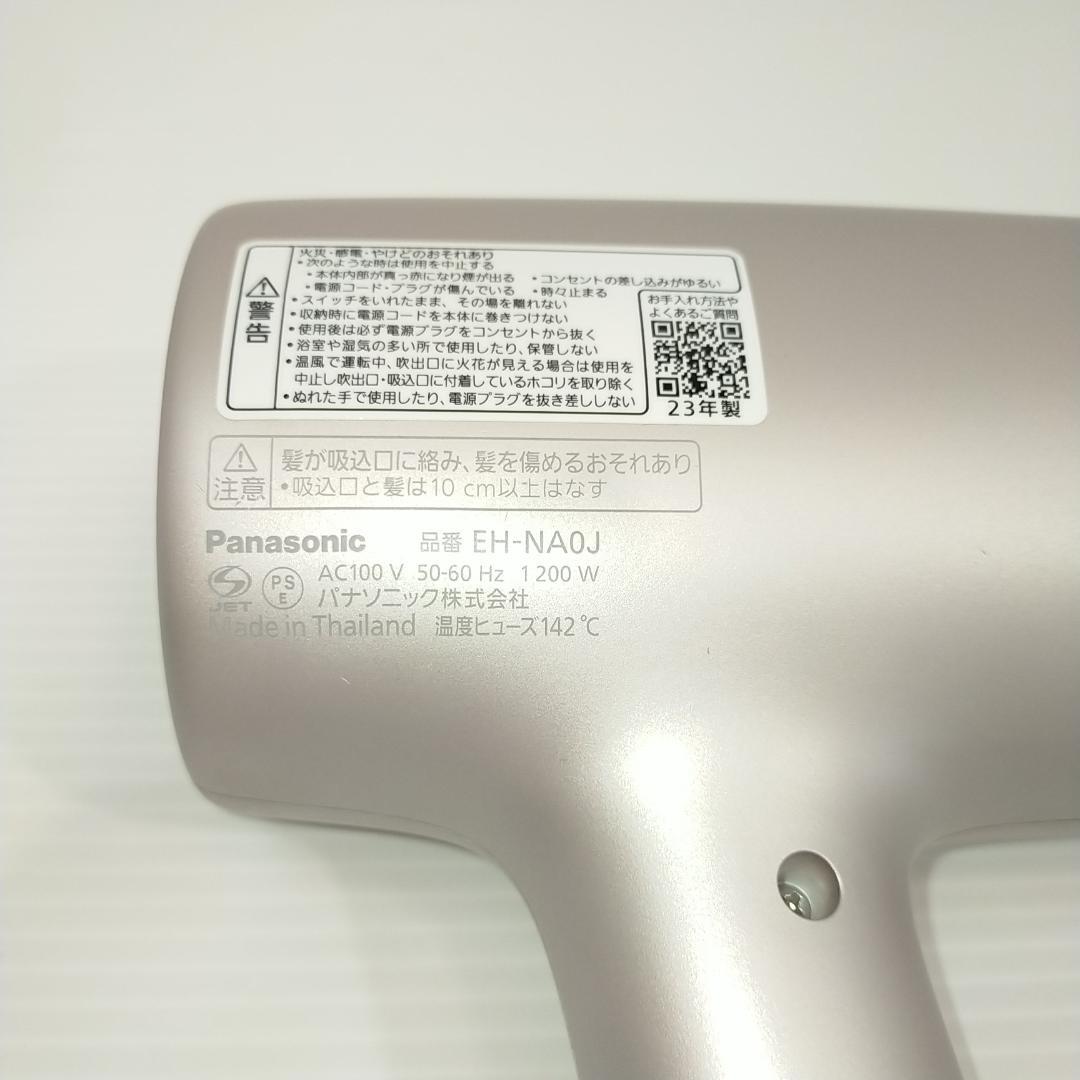 火災・感電・やけどのおそれあり
・次のような時は使用を中止する
・本体内部が真っ赤になり煙が出る ・コンセントの差し込みがゆるい
・電源コード・プラグが傷んでいる ・時々止まる
・スイッチをいれたまま、その場を離れない
・収納時に電源コードを本体に巻きつけない
・使用後は必ず電源プラグをコンセントから抜く
・浴室や湿気の多い所で使用したり、保管しない
・温風で運転中、吹出口に火花が見える場合は使用を
中止し吹出口・吸込口に付着しているホコリを取り除く
・ぬれた手で使用したり、電源プラグを抜き差ししない
警告
お手入れ方法や
よくあるご質問
23年製
注意
髪が吸込口に絡み、髪を傷めるおそれあり
・吸込口と髪は10 cm以上はなす
Panasonic 品番 EH-NA0J
JET PS E AC100 V 50-60 Hz 1200 W
パナソニック株式会社
Made in Thailand 温度ヒューズ142℃